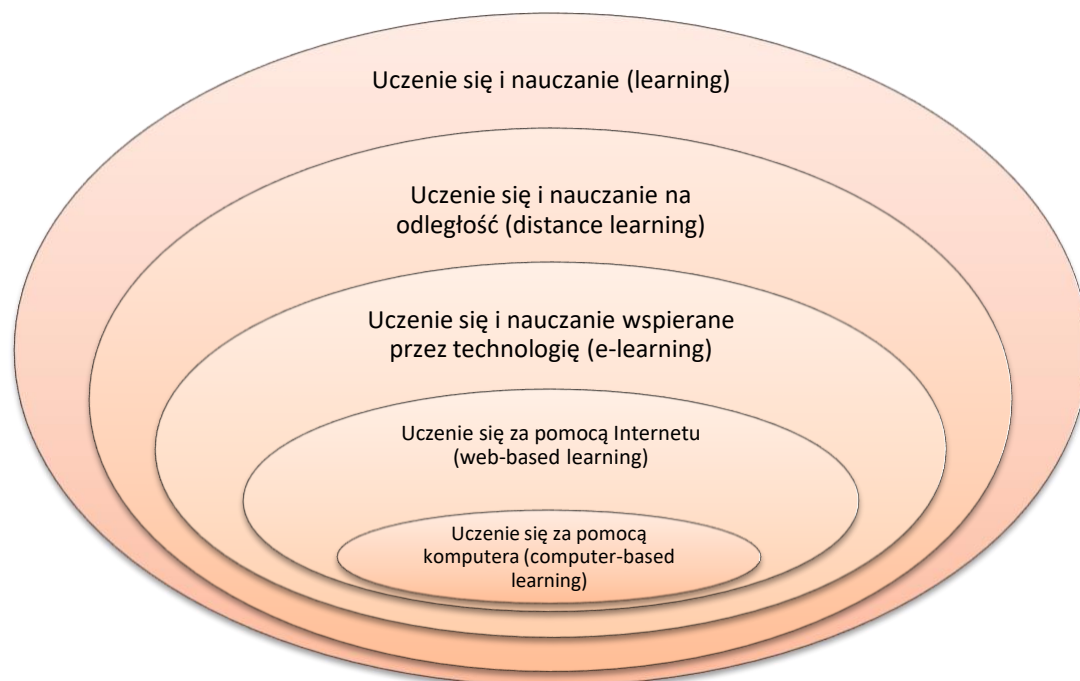 Uczenie się i nauczanie (learning)
Uczenie się i nauczanie na
odległość (distance learning)
Uczenie się i nauczanie wspierane
przez technologię (e-learning)
Uczenie się za pomocą Internetu
(web-based learning)
Uczenie się za pomocą
komputera (computer-based
learning)